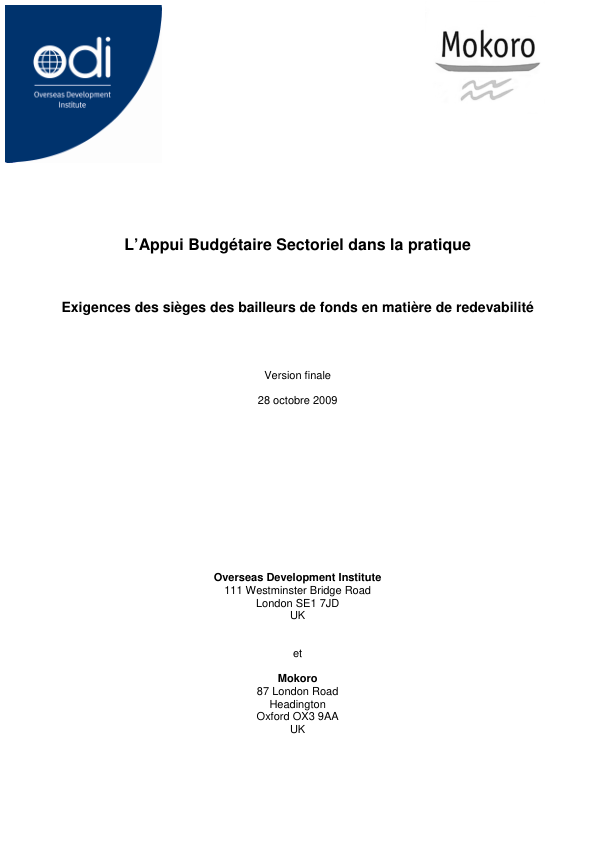 odi
Overseas Development
Institute
Mokoro
L’Appui Budgétaire Sectoriel dans la pratique
Exigences des sièges des bailleurs de fonds en matière de redevabilité
Version finale
28 octobre 2009
Overseas Development Institute
111 Westminster Bridge Road
London SE1 7JD
UK
et
Mokoro
87 London Road
Headington
Oxford OX3 9AA
UK